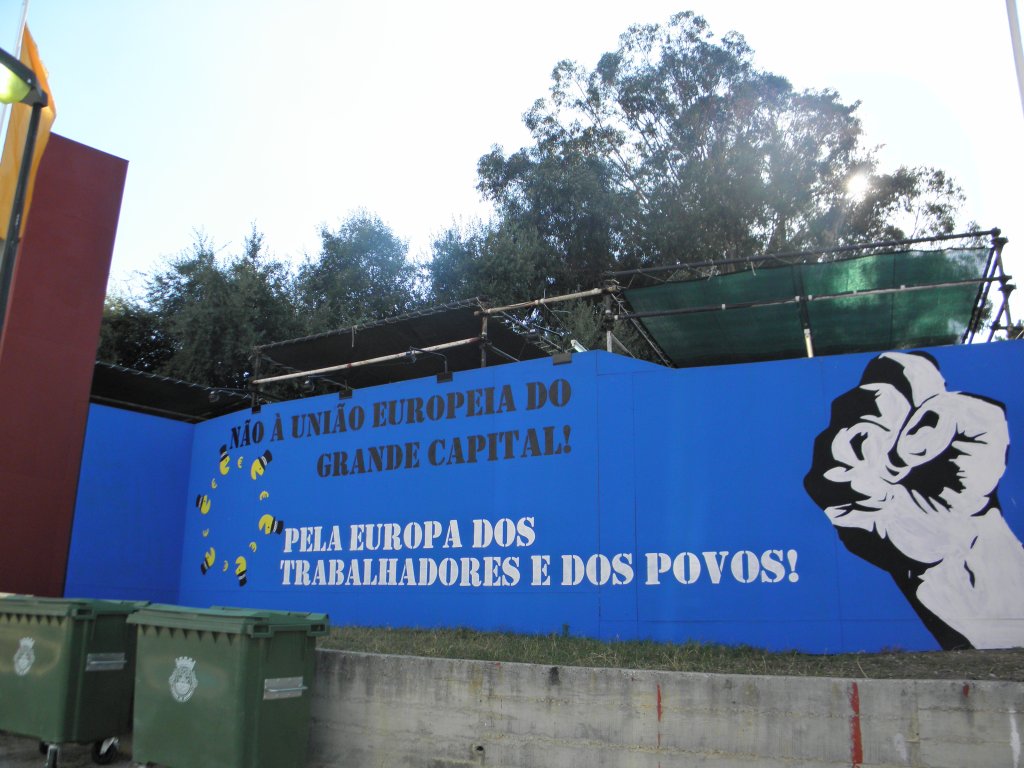 NÃO À UNIÃO EUROPEIA DO
GRANDE CAPITAL!
PELA EUROPA DOS
TRABALHADORES E DOS POVOS!